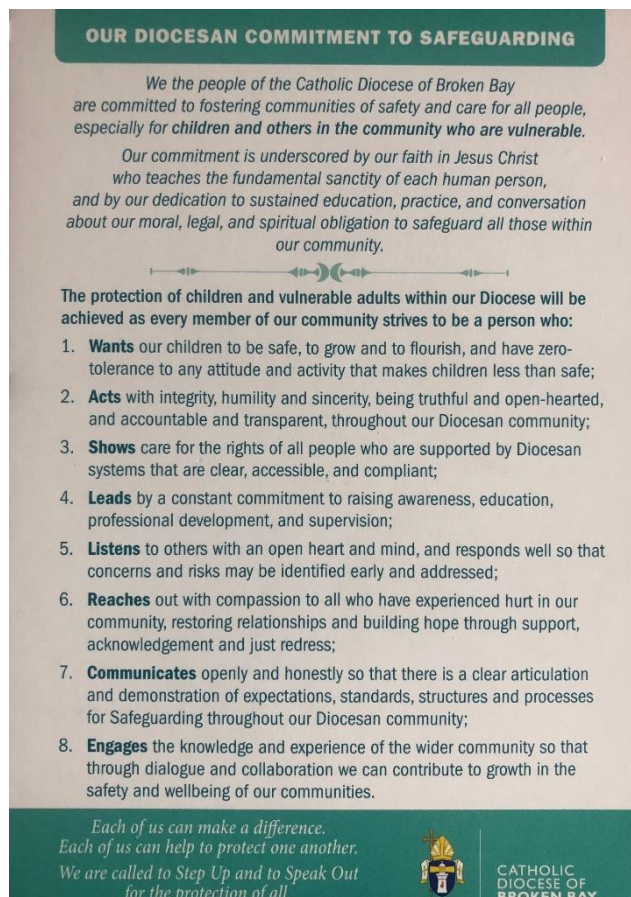 OUR DIOCESAN COMMITMENT TO SAFEGUARDING
We the people of the Catholic Diocese of Broken Bay
are committed to fostering communities of safety and care for all people,
especially for children and others in the community who are vulnerable.
Our commitment is underscored by our faith in Jesus Christ
who teaches the fundamental sanctity of each human person,
and by our dedication to sustained education, practice, and conversation
about our moral, legal, and spiritual obligation to safeguard all those within
our community.
The protection of children and vulnerable adults within our Diocese will be
achieved as every member of our community strives to be a person who:
1. Wants our children to be safe, to grow and to flourish, and have zero-
tolerance to any attitude and activity that makes children less than safe;
2. Acts with integrity, humility and sincerity, being truthful and open-hearted,
and accountable and transparent, throughout our Diocesan community;
3. Shows care for the rights of all people who are supported by Diocesan
systems that are clear, accessible, and compliant;
4. Leads by a constant commitment to raising awareness, education,
professional development, and supervision;
5. Listens to others with an open heart and mind, and responds well so that
concerns and risks may be identified early and addressed;
6. Reaches out with compassion to all who have experienced hurt in our
community, restoring relationships and building hope through support,
acknowledgement and just redress;
7. Communicates openly and honestly so that there is a clear articulation
and demonstration of expectations, standards, structures and processes
for Safeguarding throughout our Diocesan community;
8. Engages the knowledge and experience of the wider community so that
through dialogue and collaboration we can contribute to growth in the
safety and wellbeing of our communities.
Each of us can make a difference.
Each of us can help to protect one another.
We are called to Step Up and to Speak Out
for the protection of all
CATHOLIC
DIOCESE OF
BROKEN BAY